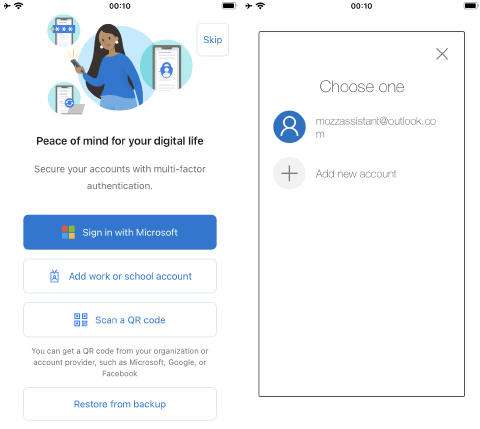 00:10
Skip
Peace of mind for your digital life
Secure your accounts with multi-factor
authentication.
Sign in with Microsoft
Add work or school account
Scan a QR code
You can get a QR code from your organization or
account provider, such as Microsoft, Google, or
Facebook
Restore from backup
00:10
Choose one
mozzassistant@outlook.co
m
Add new account